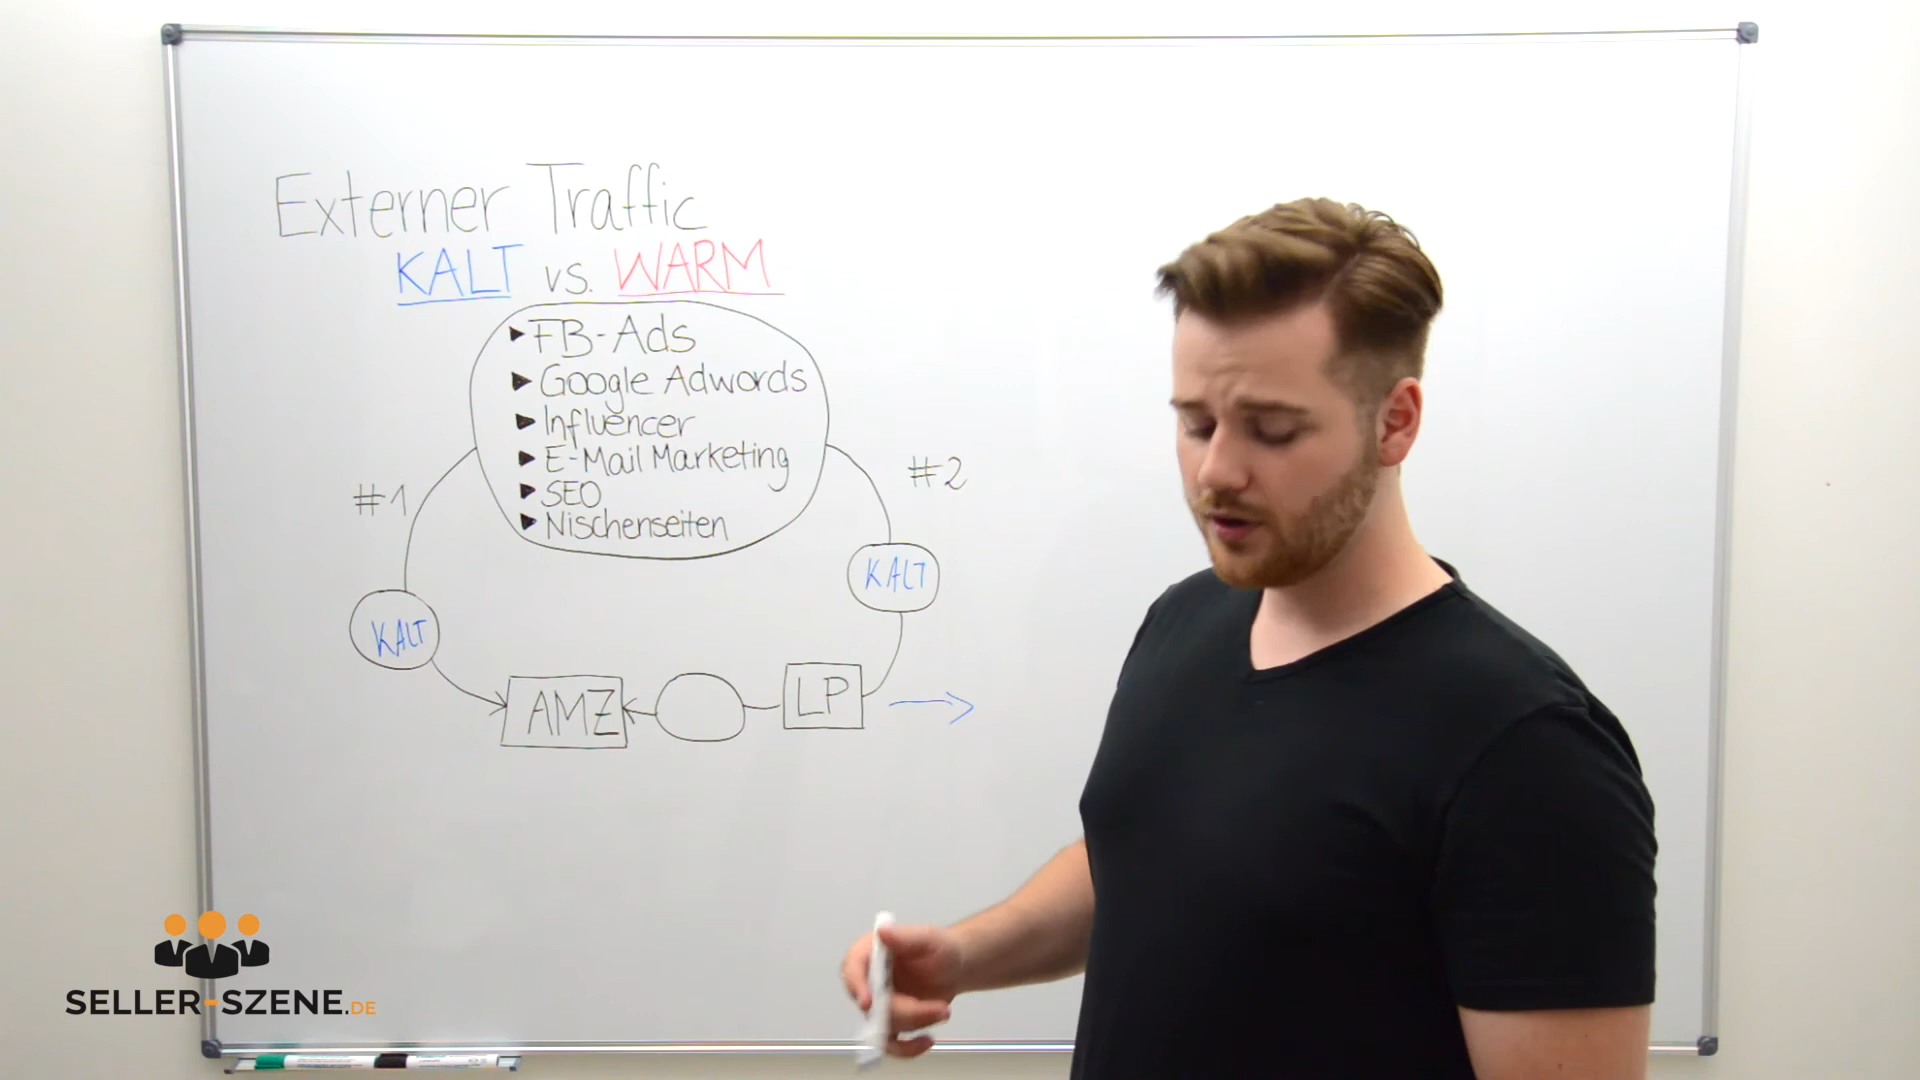 Externer Traffic
KALT vs. WARM
FB-Ads
Google Adwords
Influencer
E-Mail Marketing
SEO
Nischenseiten
#1
#2
KALT
KALT
AMZ
LP
SELLER-SZENE.DE